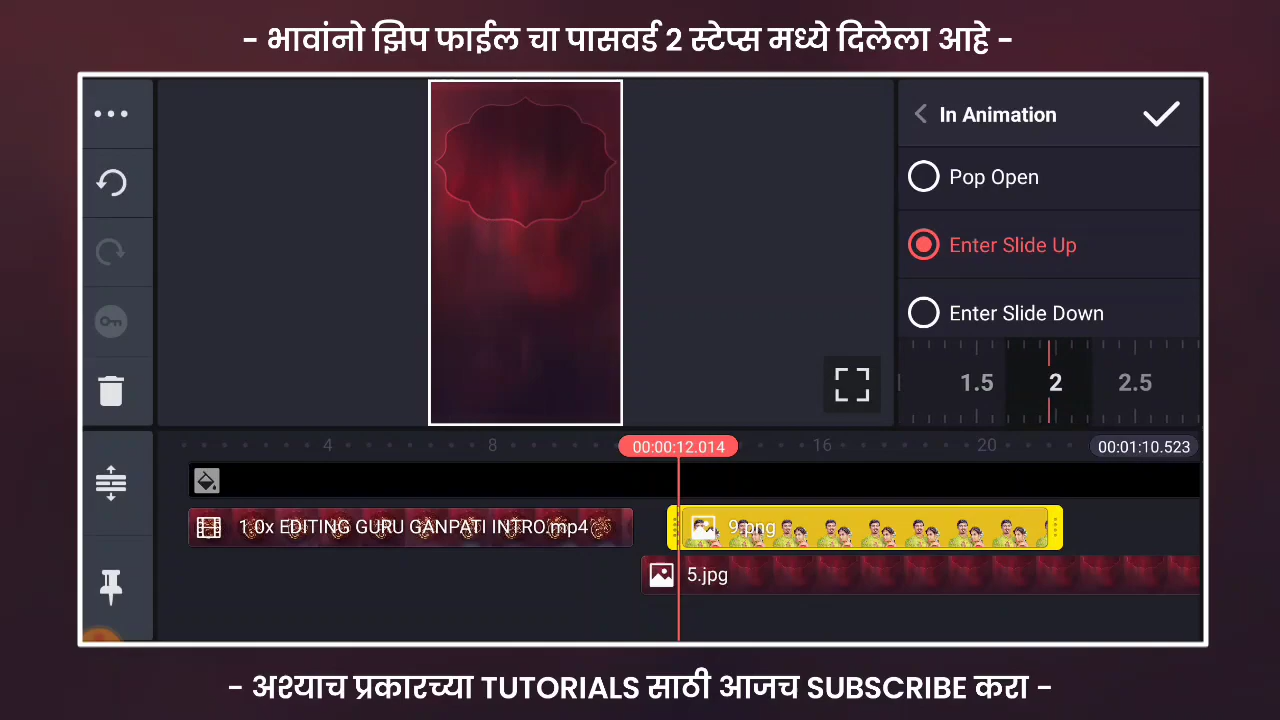 - भावांनो झिप फाईल चा पासवर्ड 2 स्टेप्स मध्ये दिलेला आहे -
In Animation
Pop Open
Enter Slide Up
Enter Slide Down
1.5 2 2.5
4 8 00:00:12.014 16 20 00:01:10.523
1.0x EDITING GURU GANPATI INTRO.mp4 9.png
5.jpg
- अश्याच प्रकारच्या TUTORIALS साठी आजच SUBSCRIBE करा -